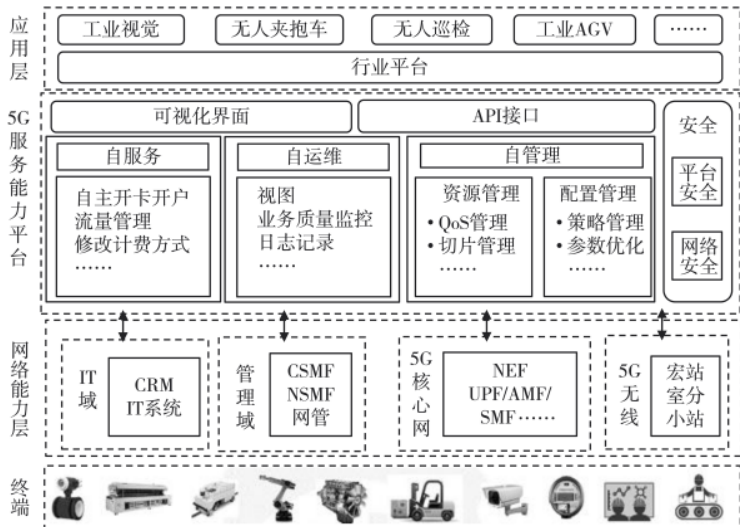 应用层
工业视觉
无人夹抱车
无人巡检
工业AGV
……
行业平台
5G服务能力平台
可视化界面
API接口
自服务
自主开卡开户
流量管理
修改计费方式
……
自运维
视图
业务质量监控
日志记录
……
自管理
资源管理
• QoS管理
• 切片管理
……
配置管理
• 策略管理
• 参数优化
……
安全
平台
安全
网络
安全
网络能力层
IT域
CRM
IT系统
管理域
CSMF
NSMF
网管
5G核心网
NEF
UPF/AMF/
SMF……
5G无线
宏站
室分
小站
终端